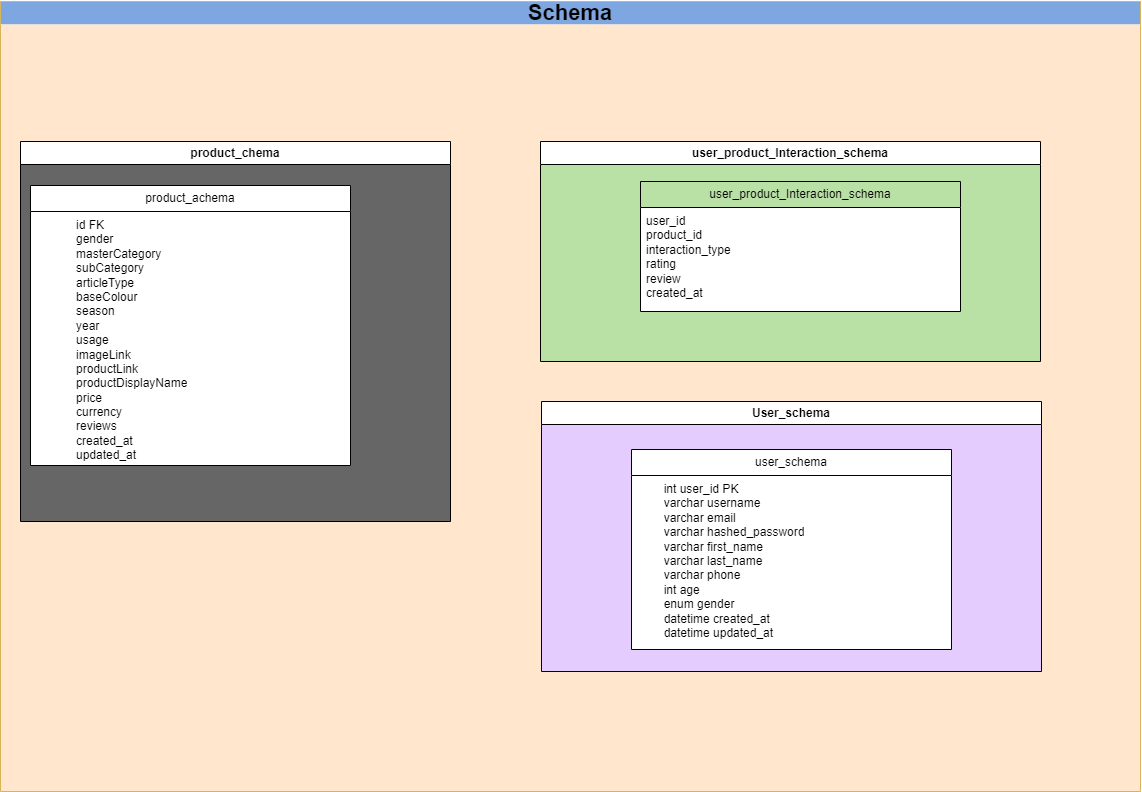 Schema
product_chema
product_achema
id FK
gender
masterCategory
subCategory
articleType
baseColour
season
year
usage
imageLink
productLink
productDisplayName
price
currency
reviews
created_at
updated_at
user_product_Interaction_schema
user_product_Interaction_schema
user_id
product_id
interaction_type
rating
review
created_at
User_schema
user_schema
int user_id PK
varchar username
varchar email
varchar hashed_password
varchar first_name
varchar last_name
varchar phone
int age
enum gender
datetime created_at
datetime updated_at